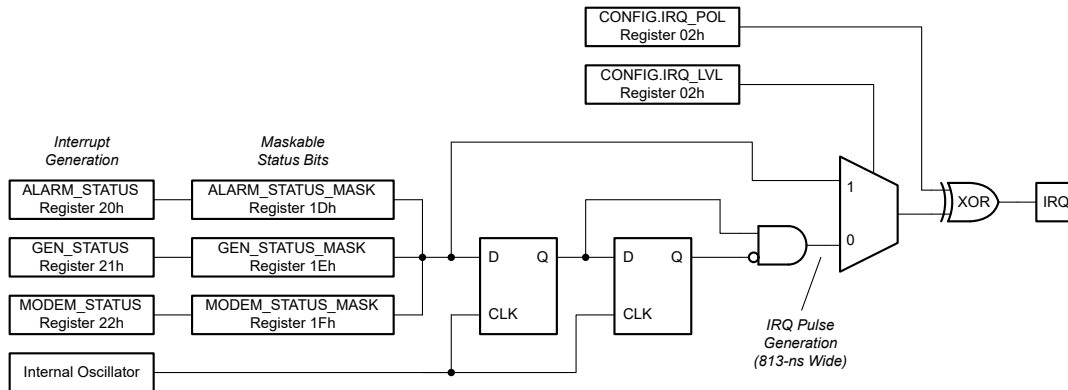 CONFIG.IRQ_POL
Register 02h
CONFIG.IRQ_LVL
Register 02h
Interrupt
Generation
Maskable
Status Bits
ALARM_STATUS
Register 20h
ALARM_STATUS_MASK
Register 1Dh
GEN_STATUS
Register 21h
GEN_STATUS_MASK
Register 1Eh
MODEM_STATUS
Register 22h
MODEM_STATUS_MASK
Register 1Fh
Internal Oscillator
D
Q
CLK
D
Q
CLK
1
0
XOR
IRQ
IRQ Pulse
Generation
(813-ns Wide)